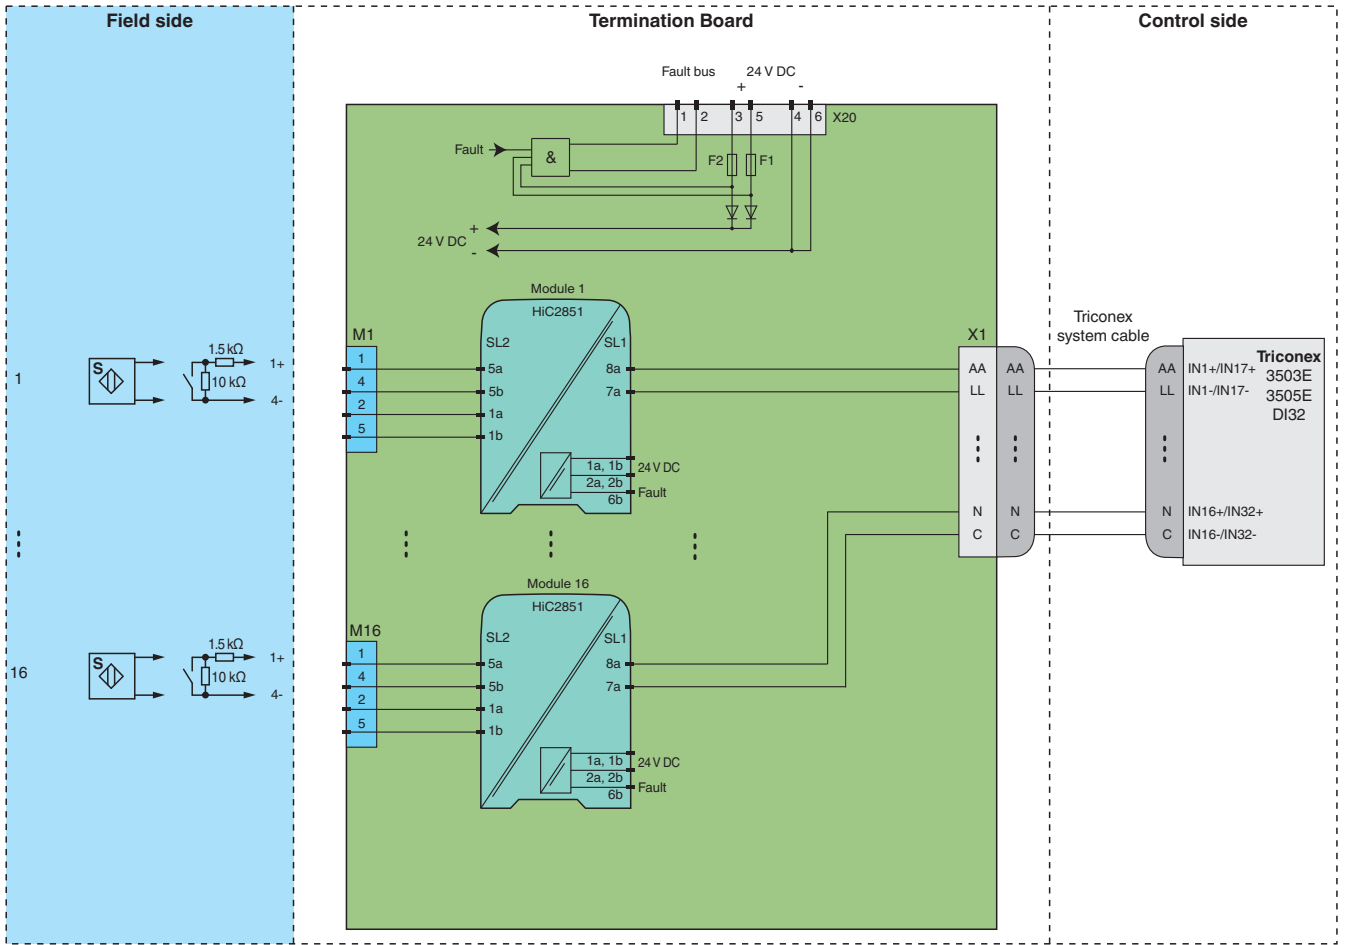 Field side
Termination Board
Control side
Fault bus
24 V DC
+ -
1 2 3 5 4 6 X20
Fault
&
F2 F1
+
24 V DC
-
Module 1
HiC2851
M1
SL2 SL1
1 5a 8a
4 5b 7a
2 1a
5 1b
1a, 1b 24 V DC
2a, 2b
6b Fault
1
S
1.5 kΩ
10 kΩ
1+
4-
X1
AA AA
LL LL
N N
C C
Triconex
system cable
AA IN1+/IN17+
LL IN1-/IN17-
N IN16+/IN32+
C IN16-/IN32-
Triconex
3503E
3505E
DI32
Module 16
HiC2851
M16
SL2 SL1
1 5a 8a
4 5b 7a
2 1a
5 1b
1a, 1b 24 V DC
2a, 2b
6b Fault
16
S
1.5 kΩ
10 kΩ
1+
4-